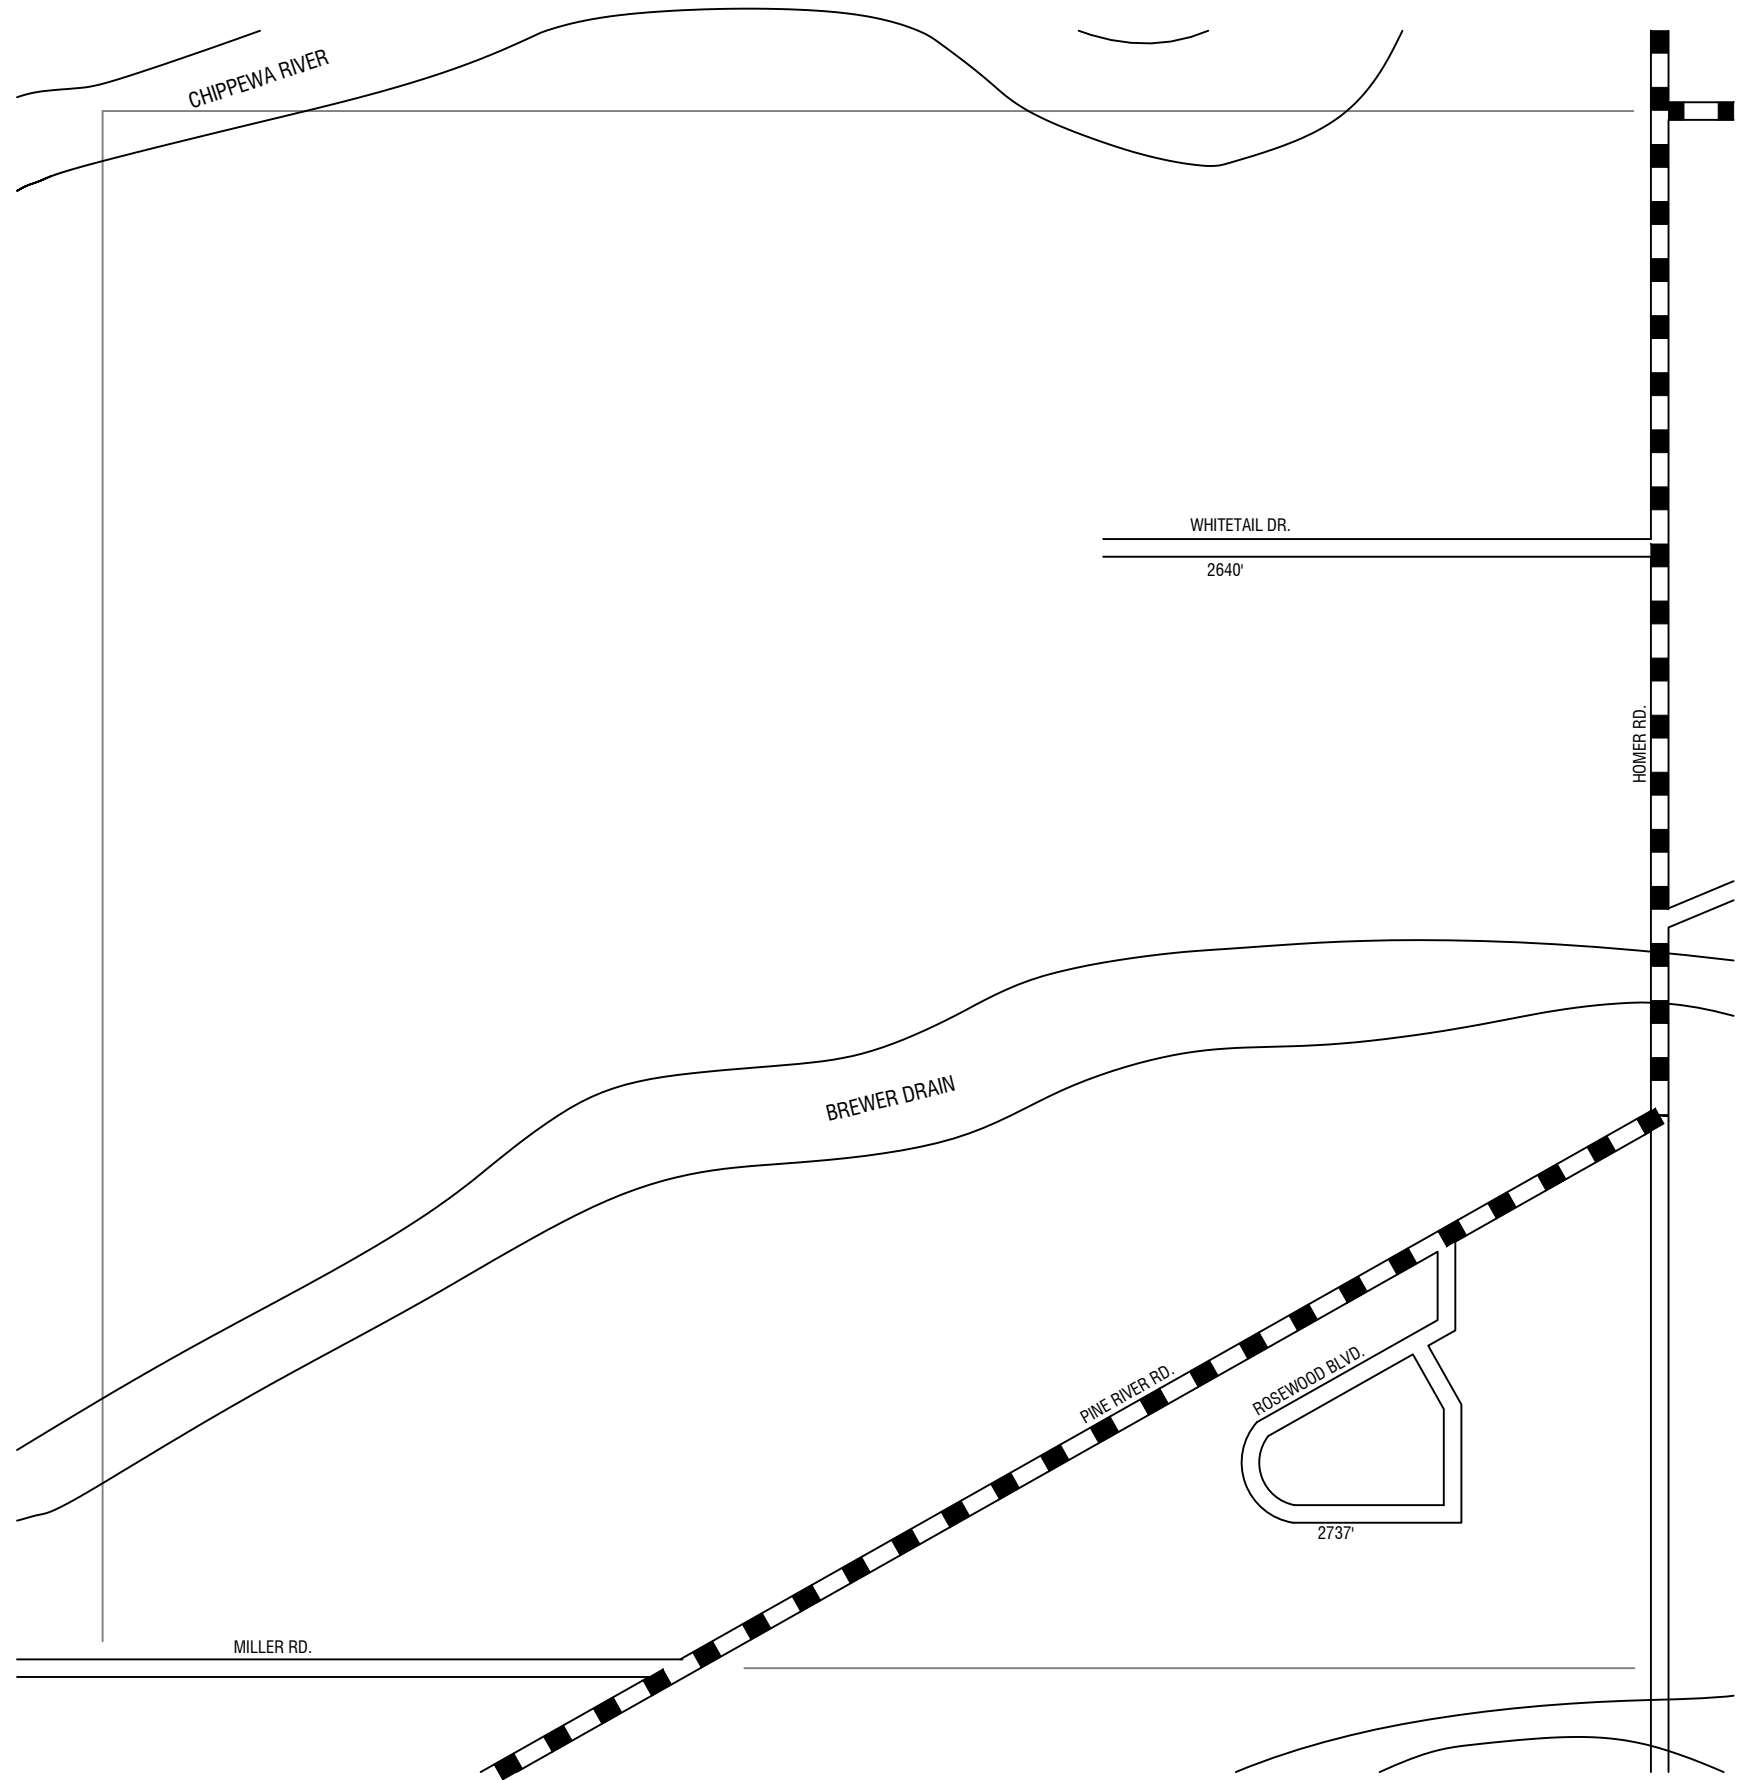 CHIPPEWA RIVER
WHITETAIL DR.
2640'
HOMER RD.
BREWER DRAIN
PINE RIVER RD.
ROSEWOOD BLVD.
2737'
MILLER RD.